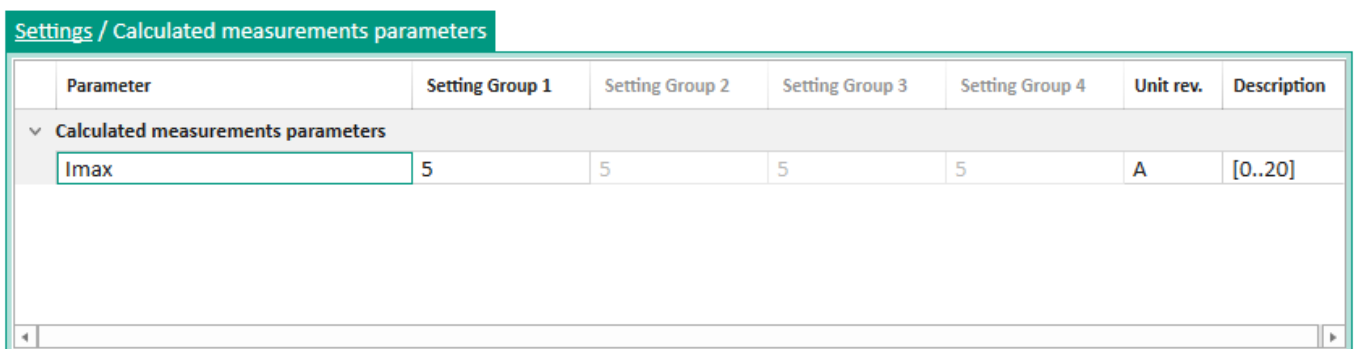 Settings / Calculated measurements parameters
Parameter Setting Group 1 Setting Group 2 Setting Group 3 Setting Group 4 Unit rev. Description
Calculated measurements parameters
Imax 5 5 5 5 A [0..20]